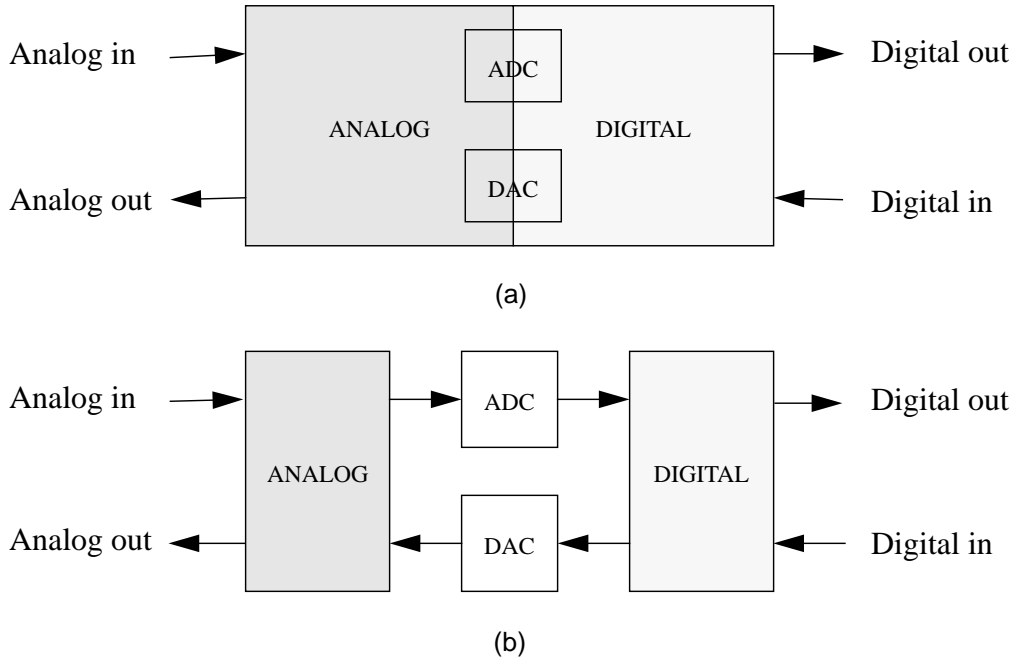 Analog in
ADC
Digital out
ANALOG
DIGITAL
Analog out
DAC
Digital in
(a)
Analog in
ADC
Digital out
ANALOG
DIGITAL
Analog out
DAC
Digital in
(b)